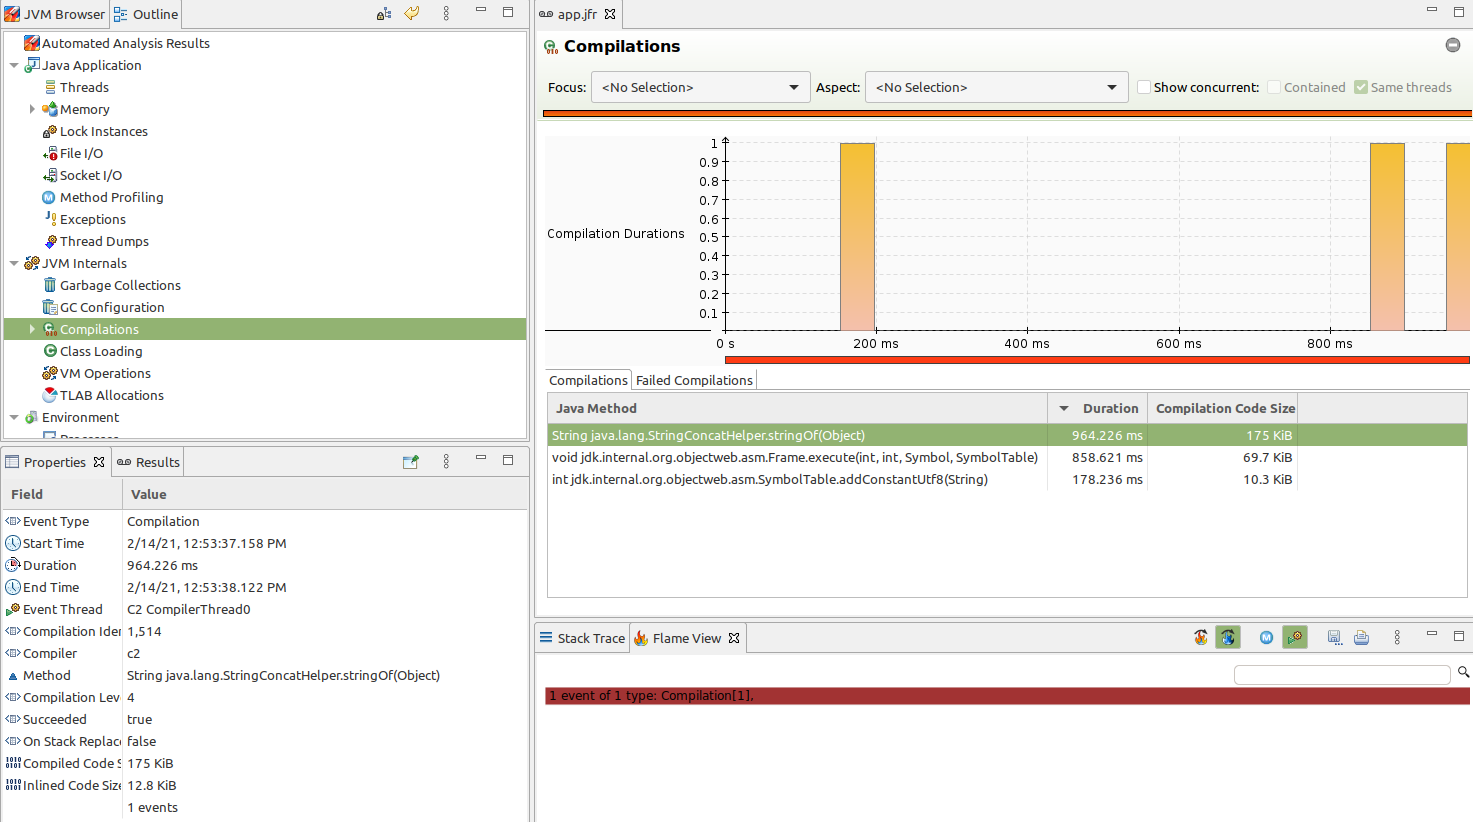 JVM Browser
Outline
Automated Analysis Results
Java Application
Threads
Memory
Lock Instances
File I/O
Socket I/O
Method Profiling
Exceptions
Thread Dumps
JVM Internals
Garbage Collections
GC Configuration
Compilations
Class Loading
VM Operations
TLAB Allocations
Environment
Properties
Results
Field Value
Event Type Compilation
Start Time 2/14/21, 12:53:37.158 PM
Duration 964.226 ms
End Time 2/14/21, 12:53:38.122 PM
Event Thread C2 CompilerThread0
Compilation Iden 1,514
Compiler c2
Method String java.lang.StringConcatHelper.stringOf(Object)
Compilation Leve 4
Succeeded true
On Stack Replac false
Compiled Code S 175 KiB
Inlined Code Size 12.8 KiB
1 events
app.jfr
Compilations
Focus: <No Selection> Aspect: <No Selection> Show concurrent: Contained Same threads
Compilation Durations
1
0.9
0.8
0.7
0.6
0.5
0.4
0.3
0.2
0.1
0 s 200 ms 400 ms 600 ms 800 ms
Compilations Failed Compilations
Java Method Duration Compilation Code Size
String java.lang.StringConcatHelper.stringOf(Object) 964.226 ms 175 KiB
void jdk.internal.org.objectweb.asm.Frame.execute(int, int, Symbol, SymbolTable) 858.621 ms 69.7 KiB
int jdk.internal.org.objectweb.asm.SymbolTable.addConstantUtf8(String) 178.236 ms 10.3 KiB
Stack Trace
Flame View
1 event of 1 type: Compilation[1],